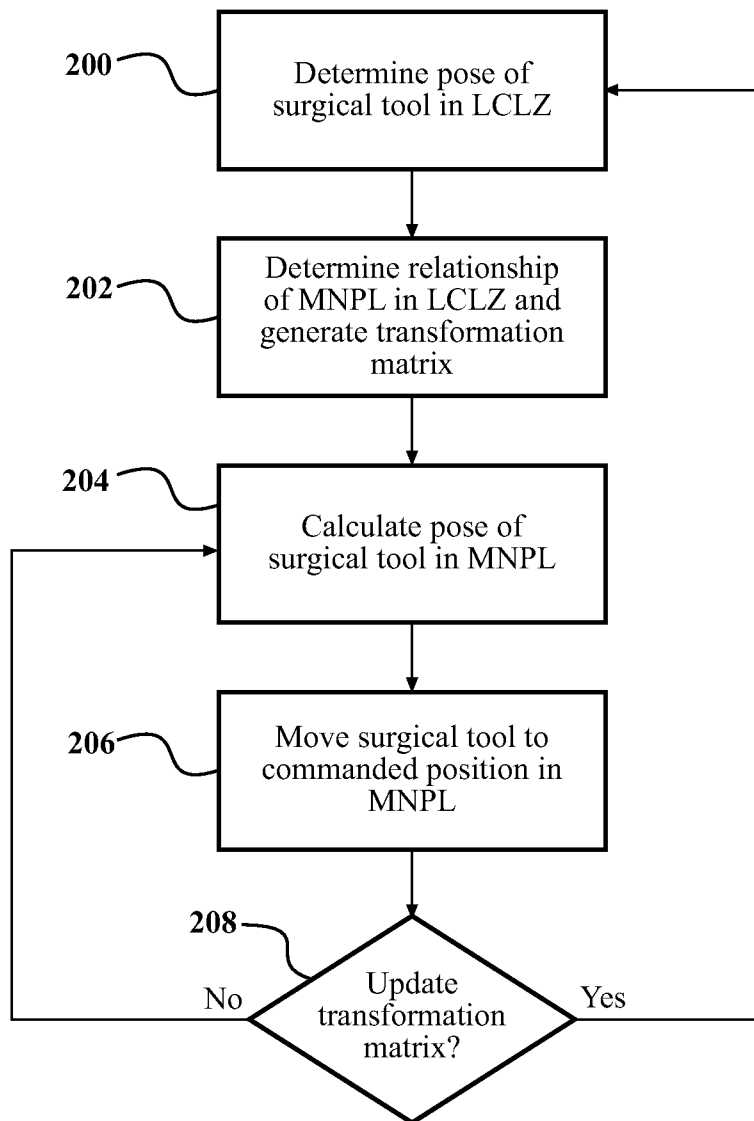 200
Determine pose of
surgical tool in LCLZ
202
Determine relationship
of MNPL in LCLZ and
generate transformation
matrix
204
Calculate pose of
surgical tool in MNPL
206
Move surgical tool to
commanded position in
MNPL
208
No
Update
transformation
matrix?
Yes